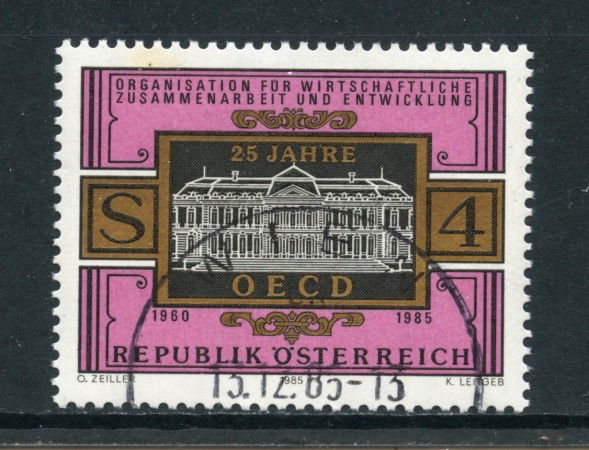 ORGANISATION FÜR WIRTSCHAFTLICHE
ZUSAMMENARBEIT UND ENTWICKLUNG
25 JAHRE
S 4
OECD
1960 1985
REPUBLIK ÖSTERREICH
O. ZEILLER 1985 K. LEITGEB
13.12.85-13